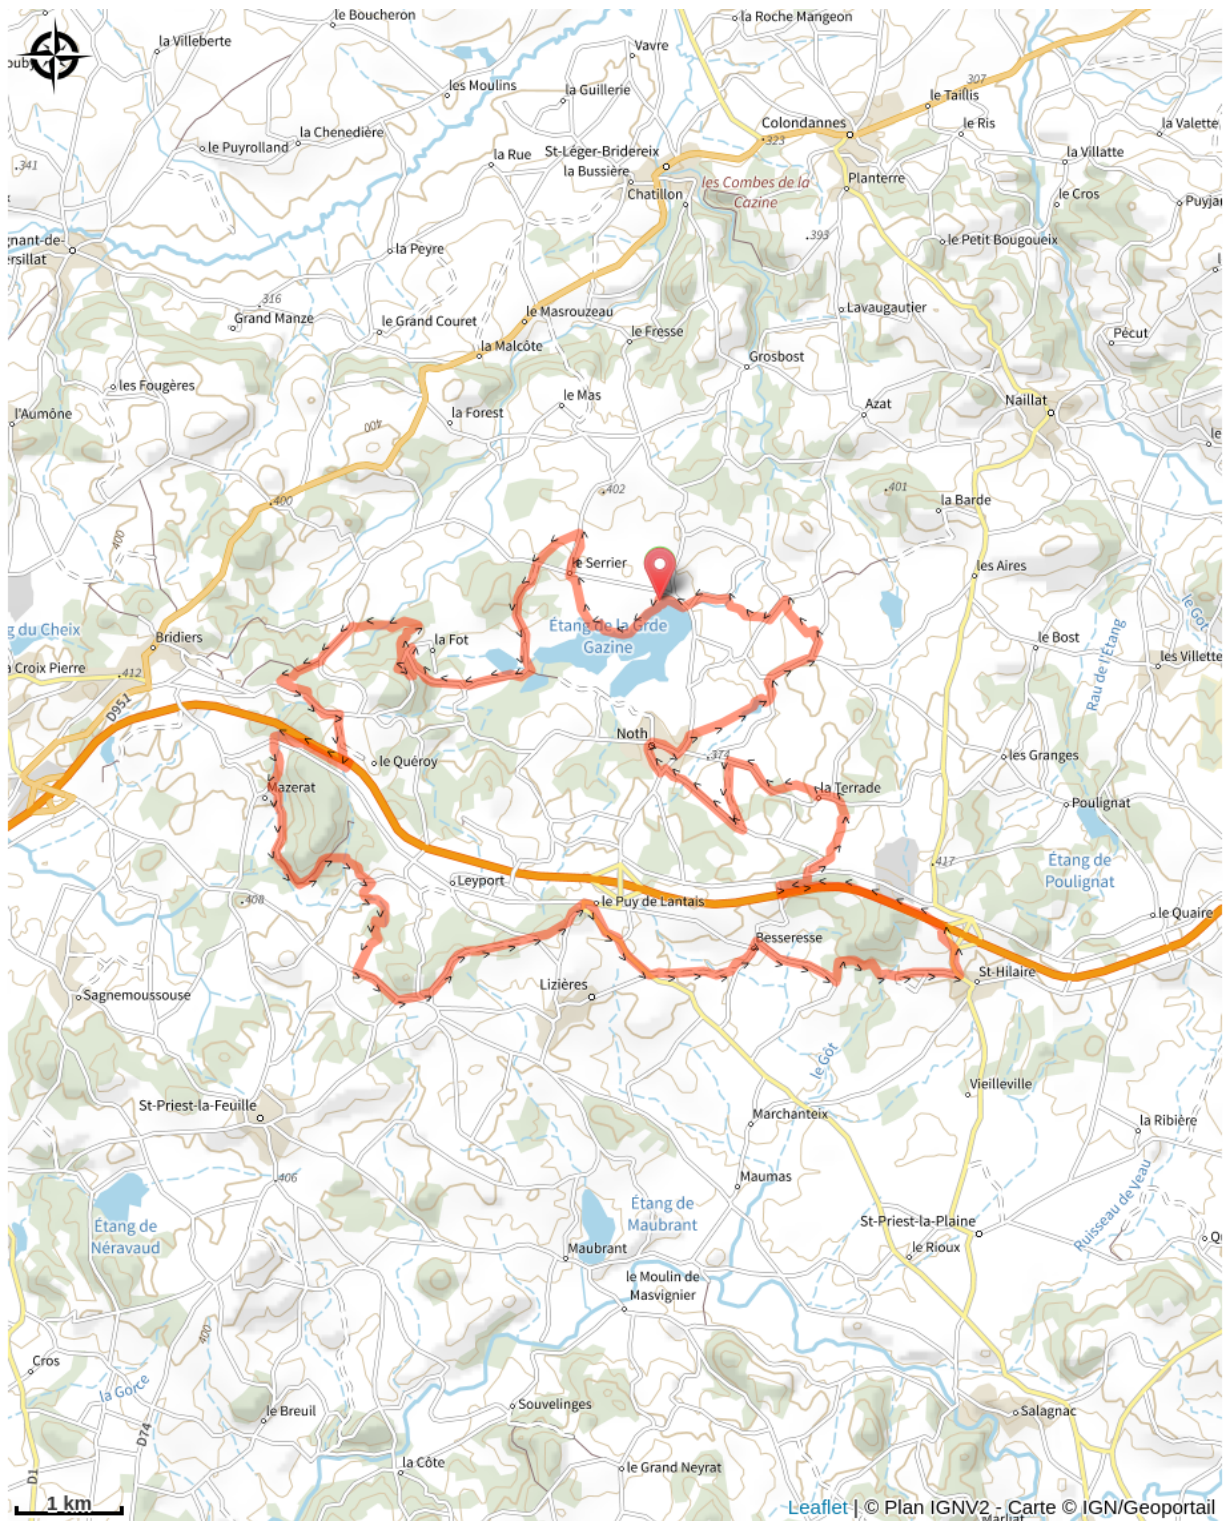 le Boucheron
la Roche Mangeon
la Villeberte
Vavre
les Moulins
la Guillerie
307
le Taillis
Colondannes
la Chenedière
le Puyrolland
323
le Ris
la Valette
341
la Rue
St-Léger-Bridereix
la Bussière
la Villatte
les Combes de la
Cazine
Planterre
Chatillon
le Cros
393
la Peyre
le Petit Bougoueix
316
Grand Manze
le Grand Couret
le Masrouzeau
Lavaugautier
le Fresse
Pécut
la Malcôte
Grosbost
les Fougères
l'Aumône
la Forest
le Mas
Azat
Naillat
400
402
401
la Barde
400
400
le Serrier
les Aires
le Got
Étang de la Grde
Gazine
g du Cheix
Bridiers
la Fot
le Bost
les Villettes
Rau de l'Étang
a Croix Pierre
412
D951
Noth
374
les Granges
le Quéroy
Mazerat
la Terrade
Poulignat
417
Étang de
Poulignat
Leyport
408
le Puy de Lantais
le Quaire
Besseresse
St-Hilaire
Lizières
Sagnemoussouse
le Gôt
Vieilleville
St-Priest-la-Feuille
Marchanteix
la Ribière
406
Maumas
Ruisseau de Veau
Étang de
Néravaud
Étang de
Maubrant
St-Priest-la-Plaine
Maubrant
le Rioux
le Moulin de
Masvignier
400
Cros
la Gorce
le Breuil
Souvelinges
Salagnac
D74
D1
la Côte
le Grand Neyrat
1 km
Leaflet | © Plan IGNV2 - Carte © IGN/Geoportail